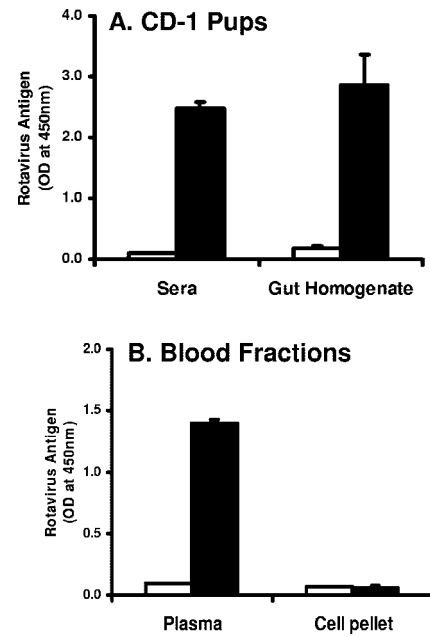 A. CD-1 Pups
Rotavirus Antigen
(OD at 450nm)
4.0
3.0
2.0
1.0
0.0
Sera Gut Homogenate
B. Blood Fractions
Rotavirus Antigen
(OD at 450nm)
2.0
1.5
1.0
0.5
0.0
Plasma Cell pellet